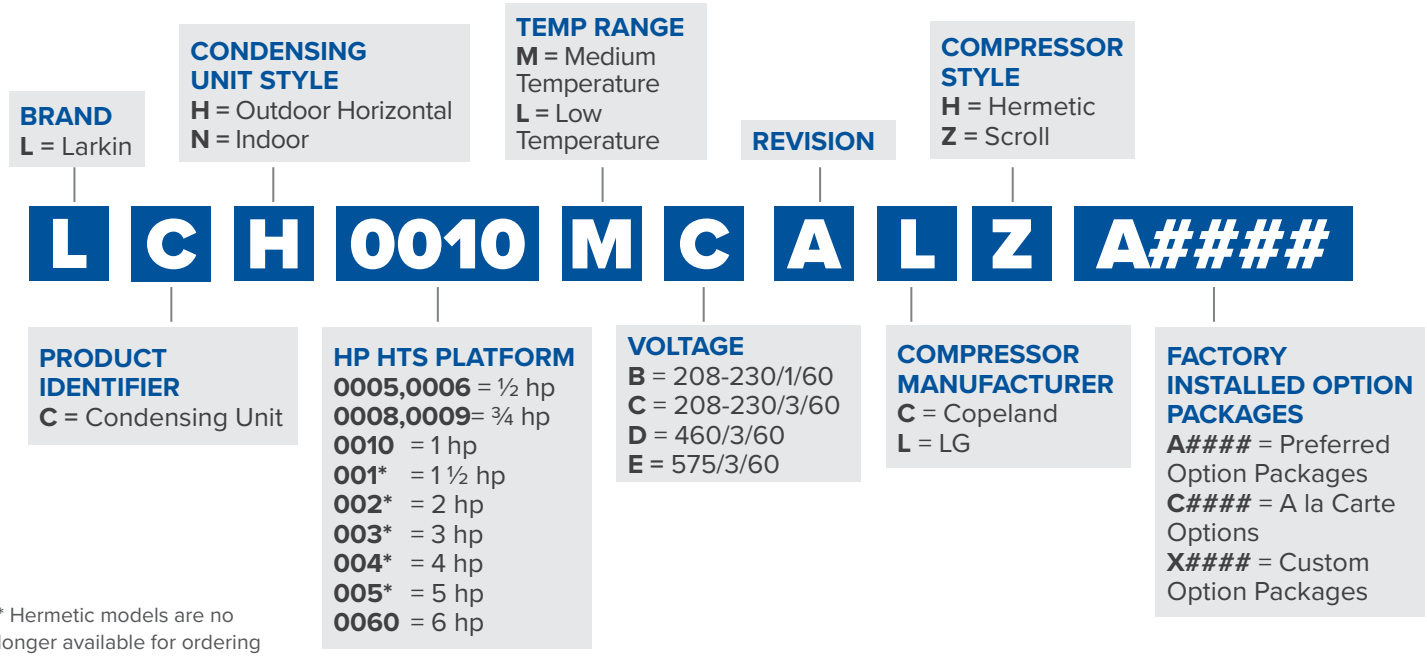 BRAND
L = Larkin
CONDENSING
UNIT STYLE
H = Outdoor Horizontal
N = Indoor
TEMP RANGE
M = Medium
Temperature
L = Low
Temperature
REVISION
COMPRESSOR
STYLE
H = Hermetic
Z = Scroll
L C H 0010 M C A L Z A####
PRODUCT
IDENTIFIER
C = Condensing Unit
HP HTS PLATFORM
0005,0006 = ½ hp
0008,0009= ¾ hp
0010 = 1 hp
001* = 1 ½ hp
002* = 2 hp
003* = 3 hp
004* = 4 hp
005* = 5 hp
0060 = 6 hp
VOLTAGE
B = 208-230/1/60
C = 208-230/3/60
D = 460/3/60
E = 575/3/60
COMPRESSOR
MANUFACTURER
C = Copeland
L = LG
FACTORY
INSTALLED OPTION
PACKAGES
A#### = Preferred
Option Packages
C#### = A la Carte
Options
X#### = Custom
Option Packages
* Hermetic models are no
longer available for ordering